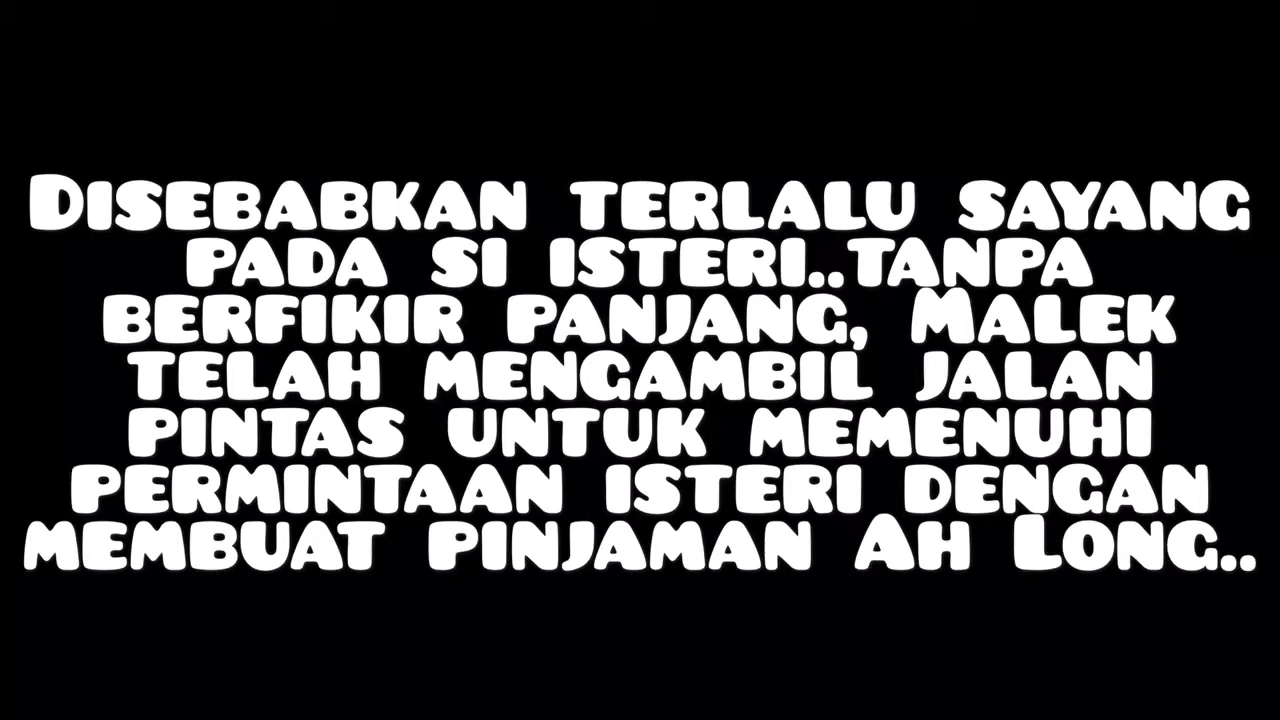 Disebabkan terlalu sayang
pada si isteri..tanpa
berfikir panjang, Malek
telah mengambil jalan
pintas untuk memenuhi
permintaan isteri dengan
membuat pinjaman Ah Long..